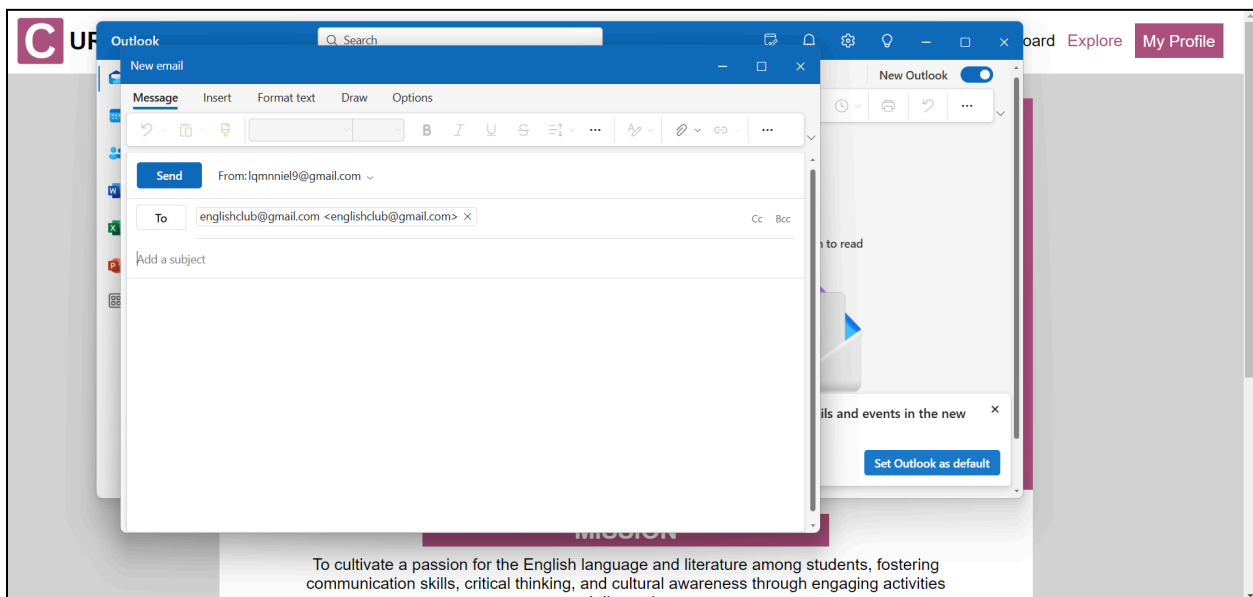 C UR
oard Explore My Profile
Outlook
Search
New email
New Outlook
Message Insert Format text Draw Options
B I U S
Send From: lqmnniel9@gmail.com
To englishclub@gmail.com <englishclub@gmail.com> Cc Bcc
to read
Add a subject
ils and events in the new
Set Outlook as default
MISSION
To cultivate a passion for the English language and literature among students, fostering
communication skills, critical thinking, and cultural awareness through engaging activities